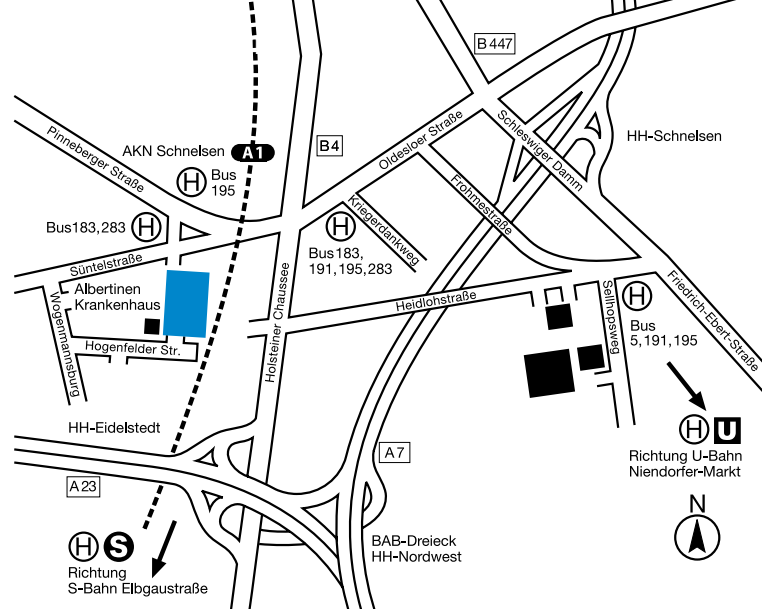 B 447
Pinneberger Straße
AKN Schnelsen A1
B4
Oldesloer Straße
Schleswiger Damm
HH-Schnelsen
H Bus
195
Frohmestraße
Kriegerdankweg
Bus183,283 H
H
Bus183,
191,195,283
Süntelstraße
Albertinen
Krankenhaus
Wogenmannsburg
Hogenfelder Str.
Holsteiner Chaussee
Heidlohstraße
Sellhopsweg
H
Bus
5,191,195
Friedrich-Ebert-Straße
HH-Eidelstedt
A 23
A 7
H U
Richtung U-Bahn
Niendorfer-Markt
N
BAB-Dreieck
HH-Nordwest
H S
Richtung
S-Bahn Elbgaustraße